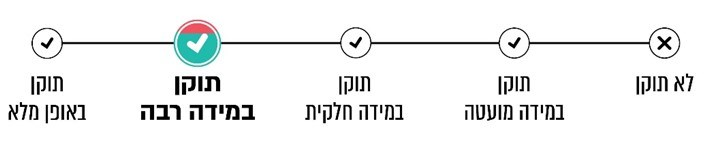 לא תוקן
תוקן
במידה מועטה
תוקן
במידה חלקית
תוקן
במידה רבה
תוקן
באופן מלא